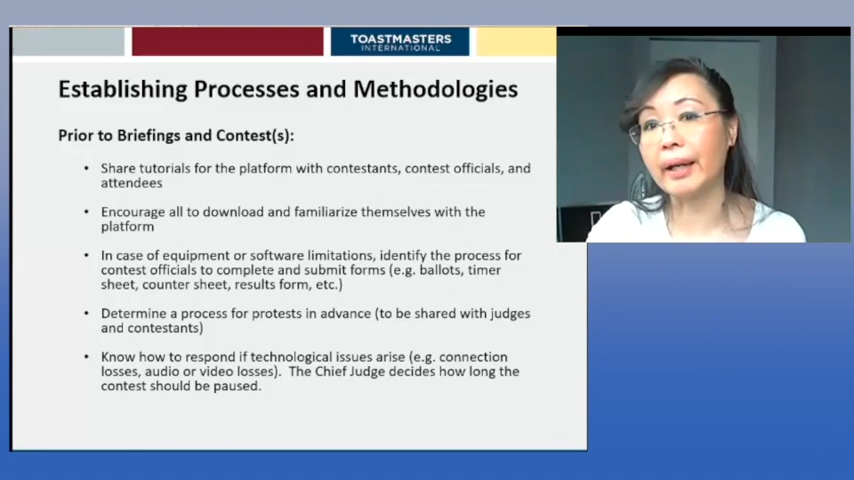 TOASTMASTERS
INTERNATIONAL
Establishing Processes and Methodologies
Prior to Briefings and Contest(s):
• Share tutorials for the platform with contestants, contest officials, and
attendees
• Encourage all to download and familiarize themselves with the
platform
• In case of equipment or software limitations, identify the process for
contest officials to complete and submit forms (e.g. ballots, timer
sheet, counter sheet, results form, etc.)
• Determine a process for protests in advance (to be shared with judges
and contestants)
• Know how to respond if technological issues arise (e.g. connection
losses, audio or video losses). The Chief Judge decides how long the
contest should be paused.